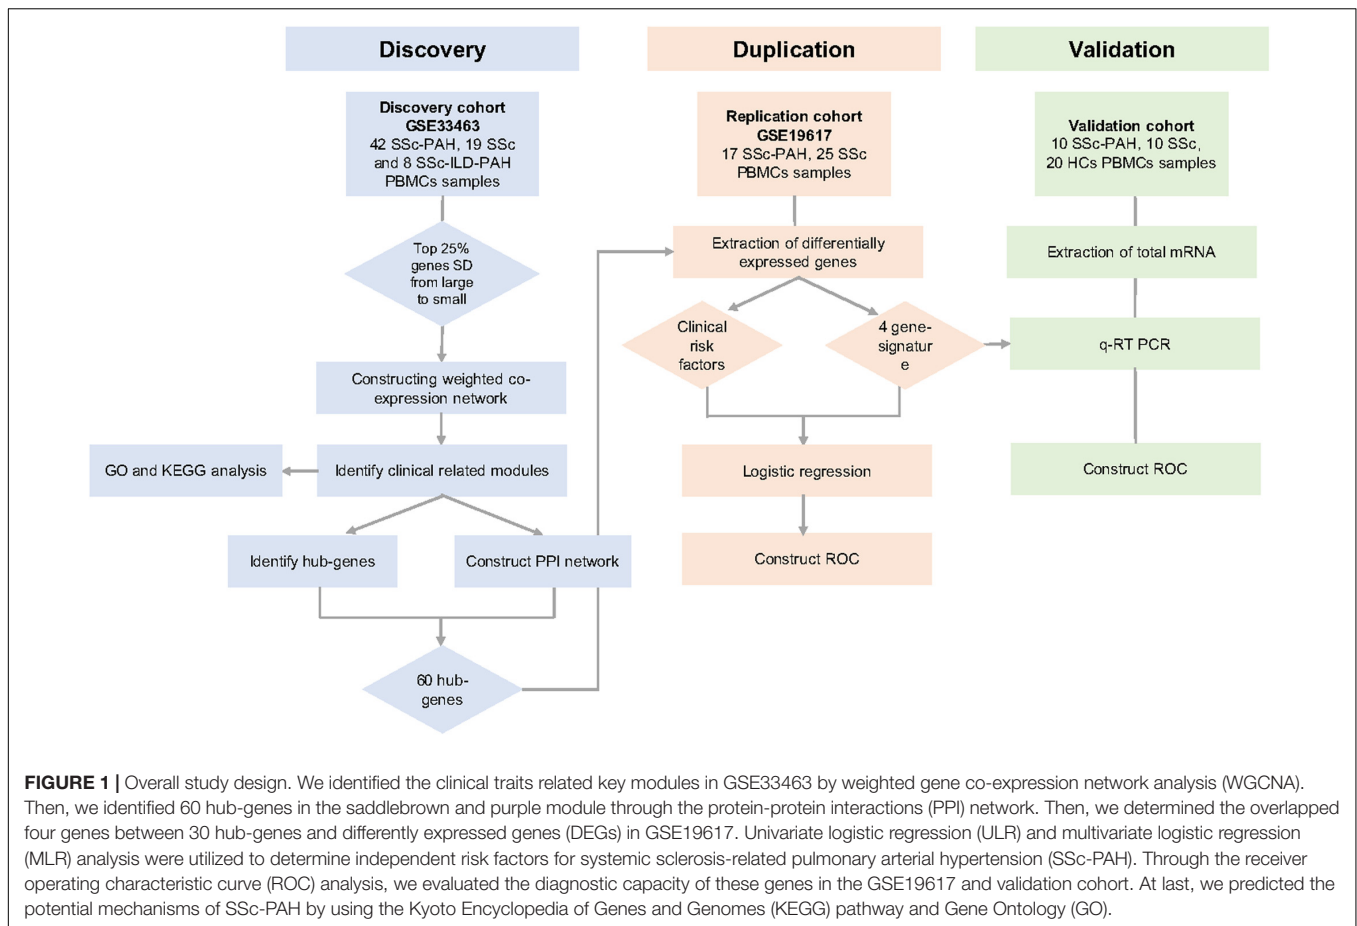 Discovery
Duplication
Validation
Discovery cohort
GSE33463
42 SSc-PAH, 19 SSc
and 8 SSc-ILD-PAH
PBMCs samples
Top 25%
genes SD
from large
to small
Constructing weighted co-
expression network
GO and KEGG analysis
Identify clinical related modules
Identify hub-genes
Construct PPI network
60 hub-
genes
Replication cohort
GSE19617
17 SSc-PAH, 25 SSc
PBMCs samples
Extraction of differentially
expressed genes
Clinical
risk
factors
4 gene-
signatur
e
Logistic regression
Construct ROC
Validation cohort
10 SSc-PAH, 10 SSc,
20 HCs PBMCs samples
Extraction of total mRNA
q-RT PCR
Construct ROC
FIGURE 1 | Overall study design. We identified the clinical traits related key modules in GSE33463 by weighted gene co-expression network analysis (WGCNA).
Then, we identified 60 hub-genes in the saddlebrown and purple module through the protein-protein interactions (PPI) network. Then, we determined the overlapped
four genes between 30 hub-genes and differently expressed genes (DEGs) in GSE19617. Univariate logistic regression (ULR) and multivariate logistic regression
(MLR) analysis were utilized to determine independent risk factors for systemic sclerosis-related pulmonary arterial hypertension (SSc-PAH). Through the receiver
operating characteristic curve (ROC) analysis, we evaluated the diagnostic capacity of these genes in the GSE19617 and validation cohort. At last, we predicted the
potential mechanisms of SSc-PAH by using the Kyoto Encyclopedia of Genes and Genomes (KEGG) pathway and Gene Ontology (GO).